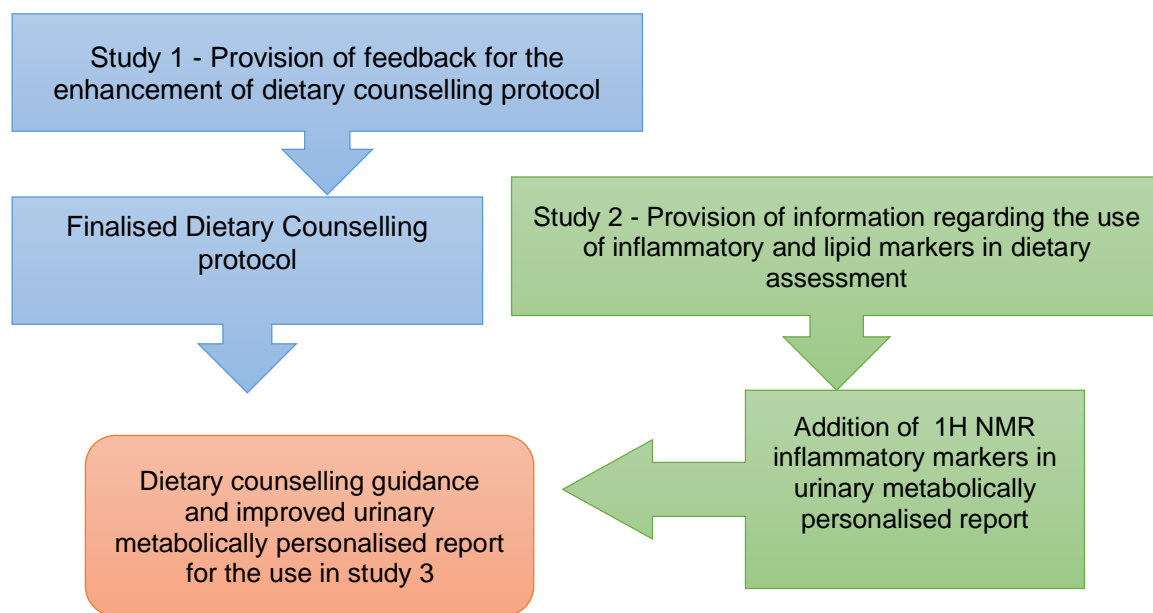 Study 1 - Provision of feedback for the
enhancement of dietary counselling protocol
Finalised Dietary Counselling
protocol
Study 2 - Provision of information regarding the use
of inflammatory and lipid markers in dietary
assessment
Addition of 1H NMR
inflammatory markers in
urinary metabolically
personalised report
Dietary counselling guidance
and improved urinary
metabolically personalised report
for the use in study 3